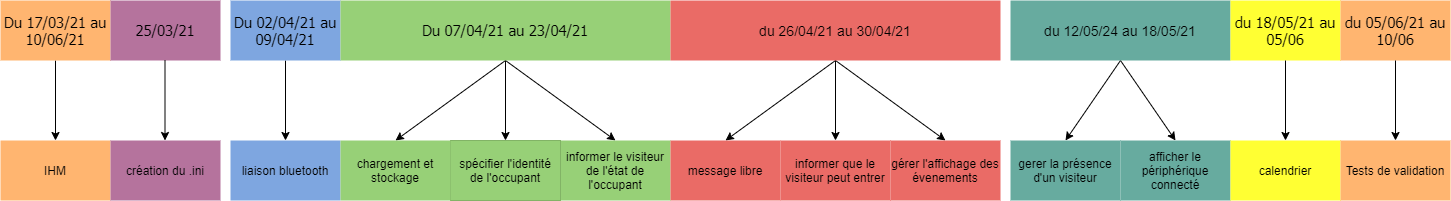 Du 17/03/21 au
10/06/21
25/03/21
Du 02/04/21 au
09/04/21
Du 07/04/21 au 23/04/21
du 26/04/21 au 30/04/21
du 12/05/24 au 18/05/21
du 18/05/21 au
05/06
du 05/06/21 au
10/06
IHM
création du .ini
liaison bluetooth
chargement et
stockage
spécifier l'identité
de l'occupant
informer le visiteur
de l'état de
l'occupant
message libre
informer que le
visiteur peut entrer
gérer l'affichage des
évenements
gerer la présence
d'un visiteur
afficher le
périphérique
connecté
calendrier
Tests de validation